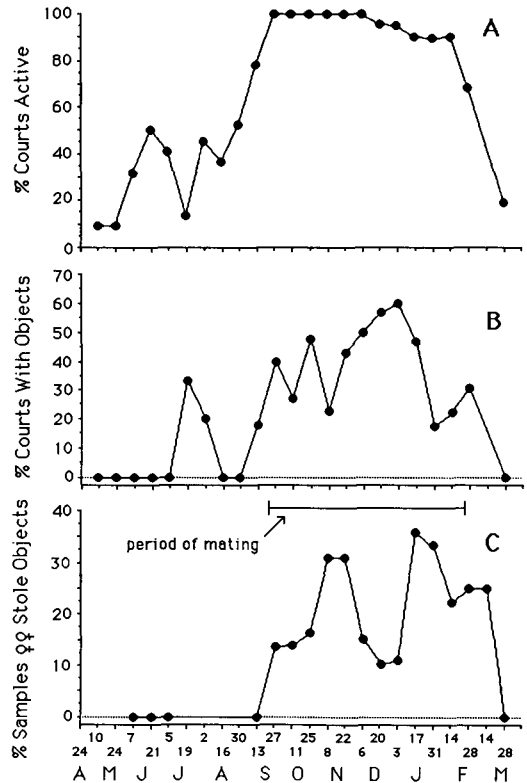 A
% Courts Active
100
80
60
40
20
0
B
% Courts With Objects
70
60
50
40
30
20
10
0
C
period of mating
% Samples ♀♀ Stole Objects
40
30
20
10
0
10 7 5 2 30 27 25 22 20 17 14 14
24 24 21 19 16 13 11 8 6 3 31 28 28
A M J J A S O N D J F M